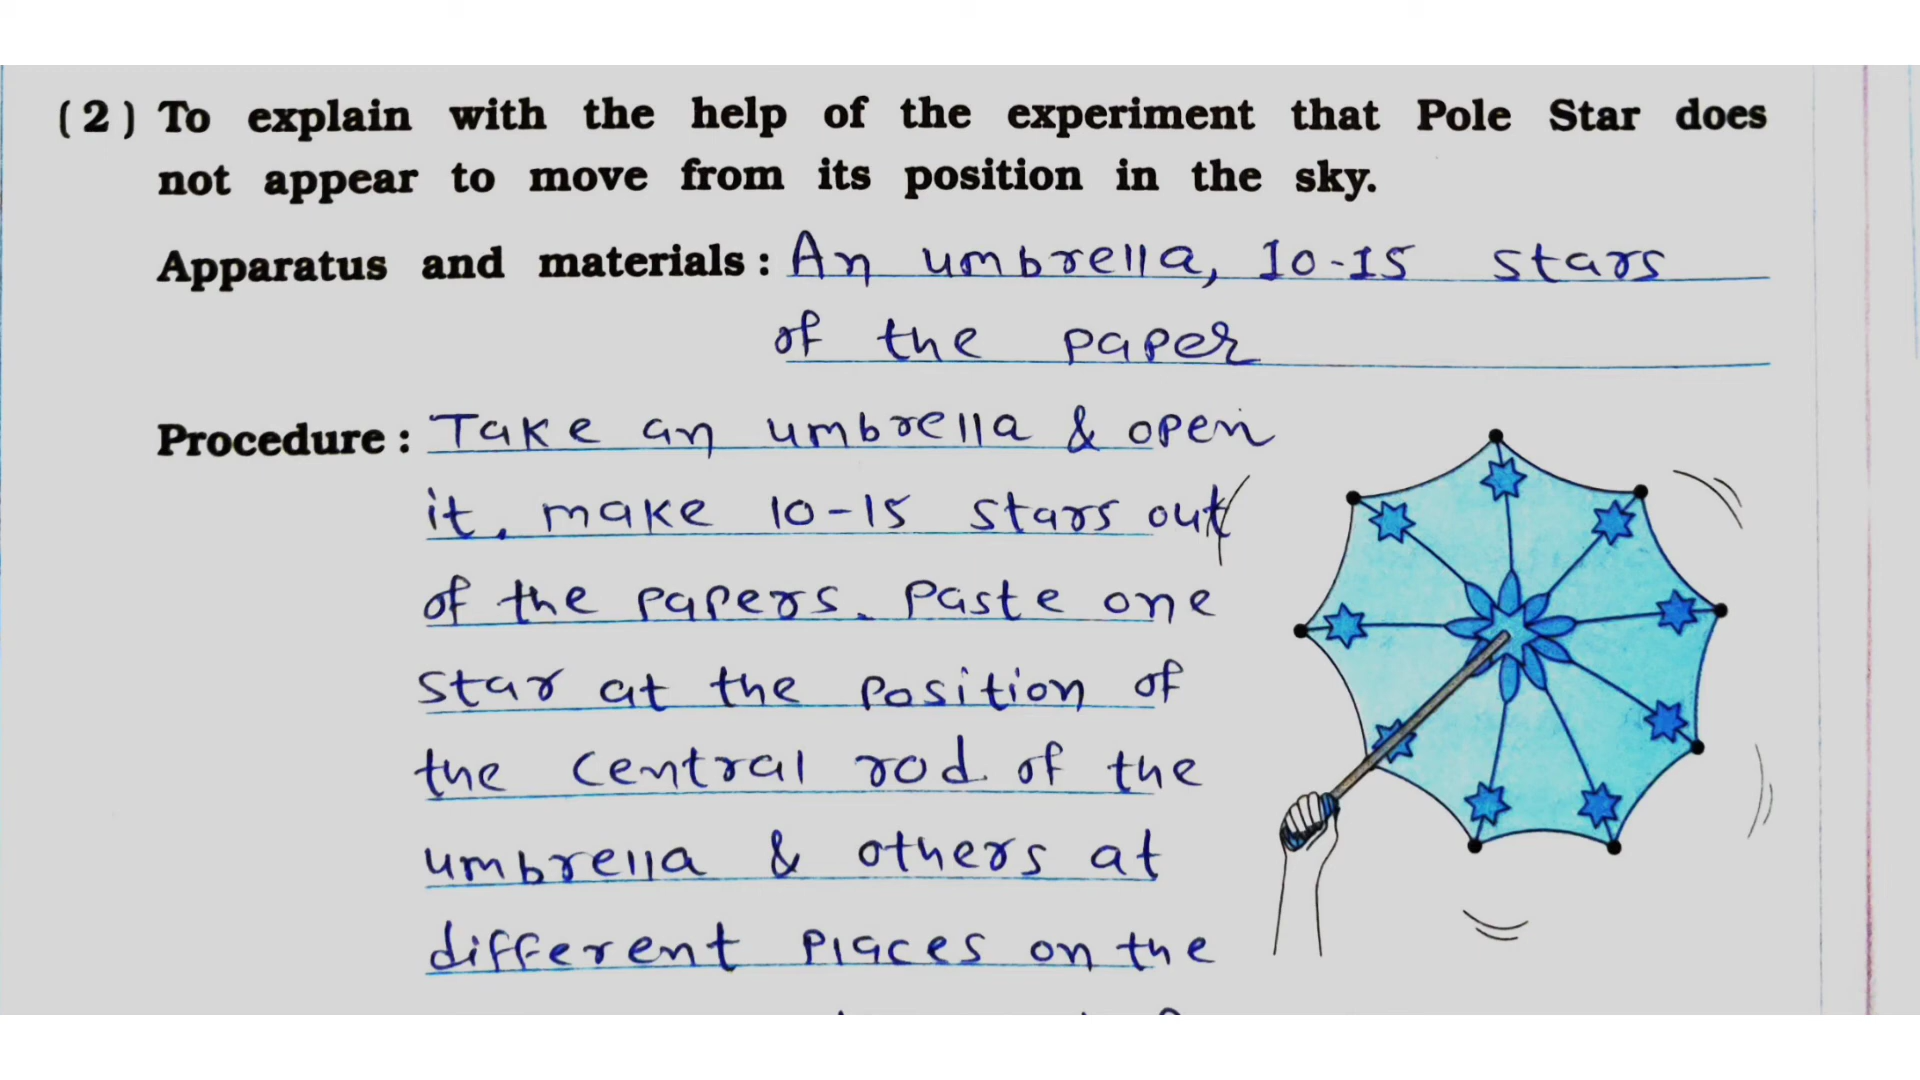 (2) To explain with the help of the experiment that Pole Star does
not appear to move from its position in the sky.
Apparatus and materials : An umbrella, 10-15 stars
of the paper
Procedure : Take an umbrella & open
it. make 10-15 stars out
of the papers. Paste one
star at the position of
the central rod of the
umbrella & others at
different places on the